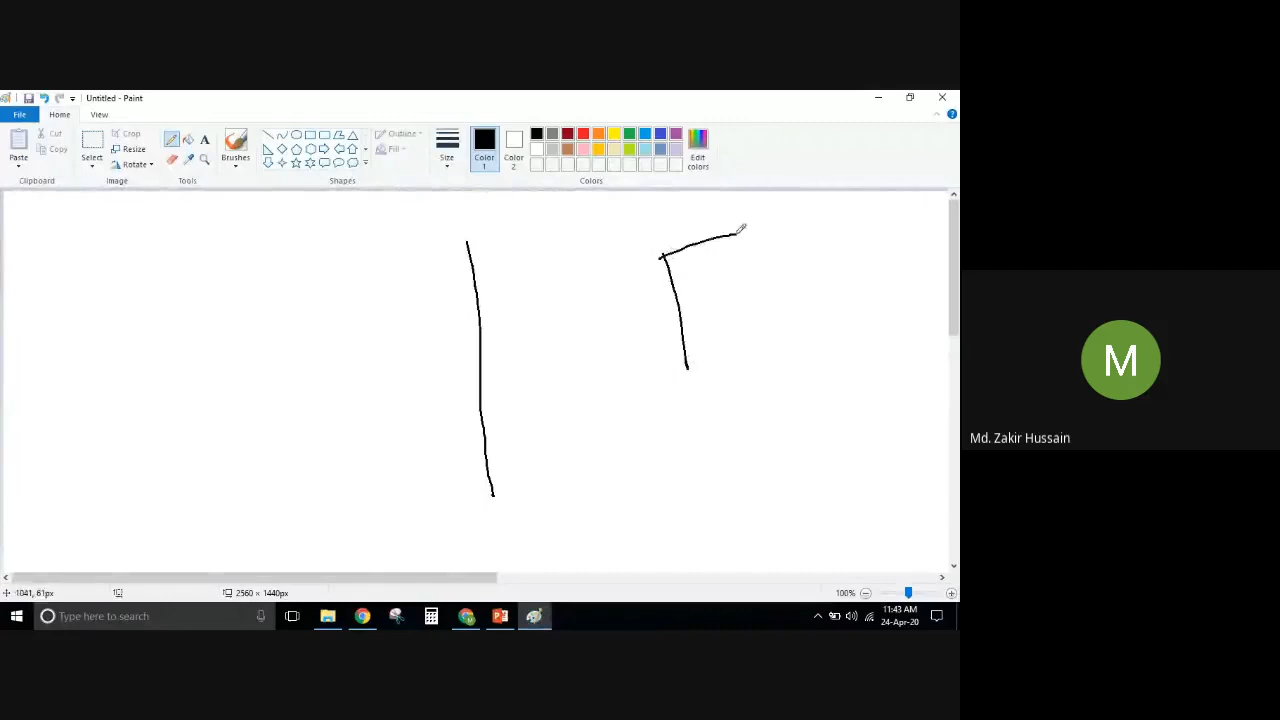 Untitled - Paint
File Home View
Paste
Cut
Copy
Clipboard
Select
Crop
Resize
Rotate
Image
A
Tools
Brushes
Outline
Fill
Shapes
Size
Color 1
Color 2
Edit colors
Colors
M
Md. Zakir Hussain
1041, 61px
2560 × 1440px
100%
Type here to search
11:43 AM
24-Apr-20